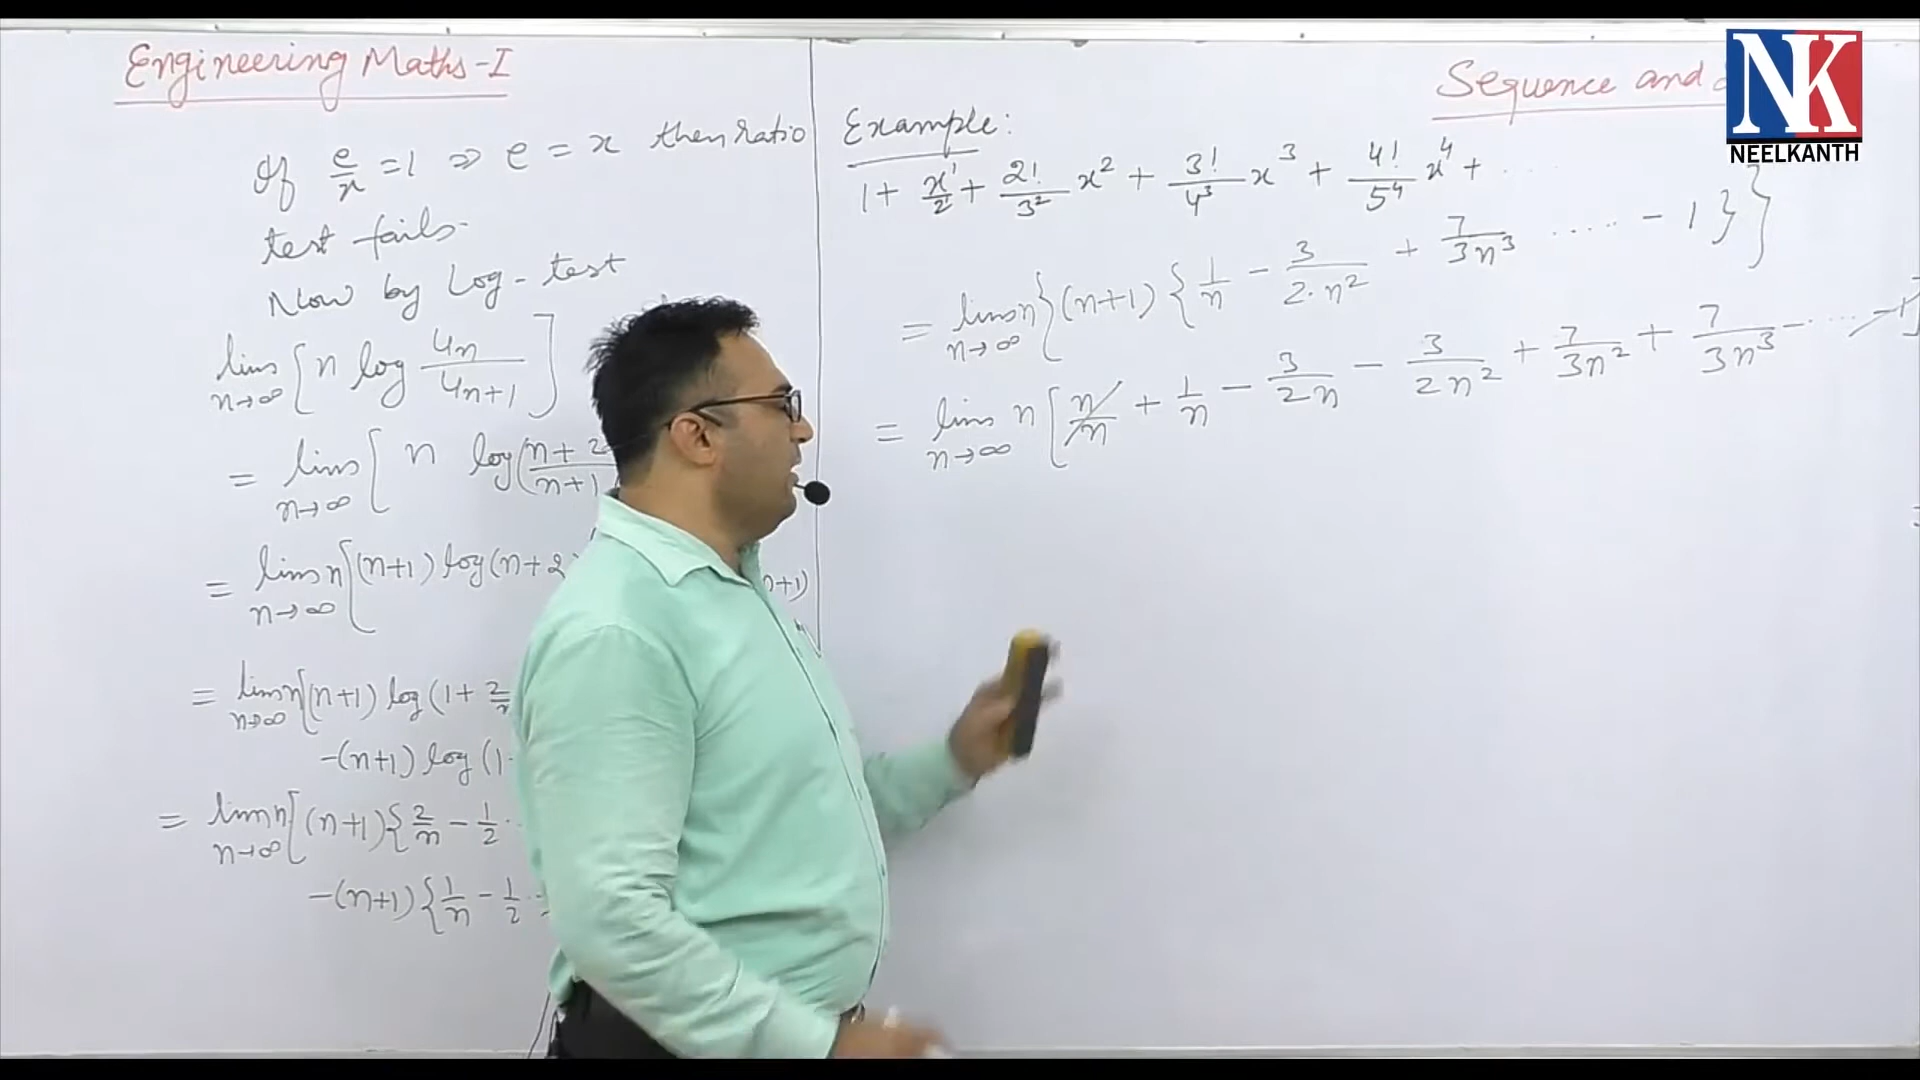 Engineering Maths-I
If e/x = 1 ⇒ e = x then ratio
test fails.
Now by Log-test
lim n→∞ { n log 4n/4n+1 ]
= lim n→∞ [ n log (n+2/n+1
= lim n→∞ n [(n+1) log(n+2 n+1)
= lim n→∞ n [(n+1) log (1+ 2/n
-(n+1) log (1
= lim n→∞ n [(n+1) { 2/n - 1/2 .
-(n+1) { 1/n - 1/2 .
Sequence and
NK
NEELKANTH
Example:
1 + x¹/2¹ + 2!/3² x² + 3!/4³ x³ + 4!/5⁴ x⁴ + ....
= lim n→∞ n { (n+1) { 1/n - 3/2·n² + 7/3n³ ..... - 1 } }
= lim n→∞ n [ n/n + 1/n - 3/2n - 3/2n² + 7/3n² + 7/3n³ - .... - 1]